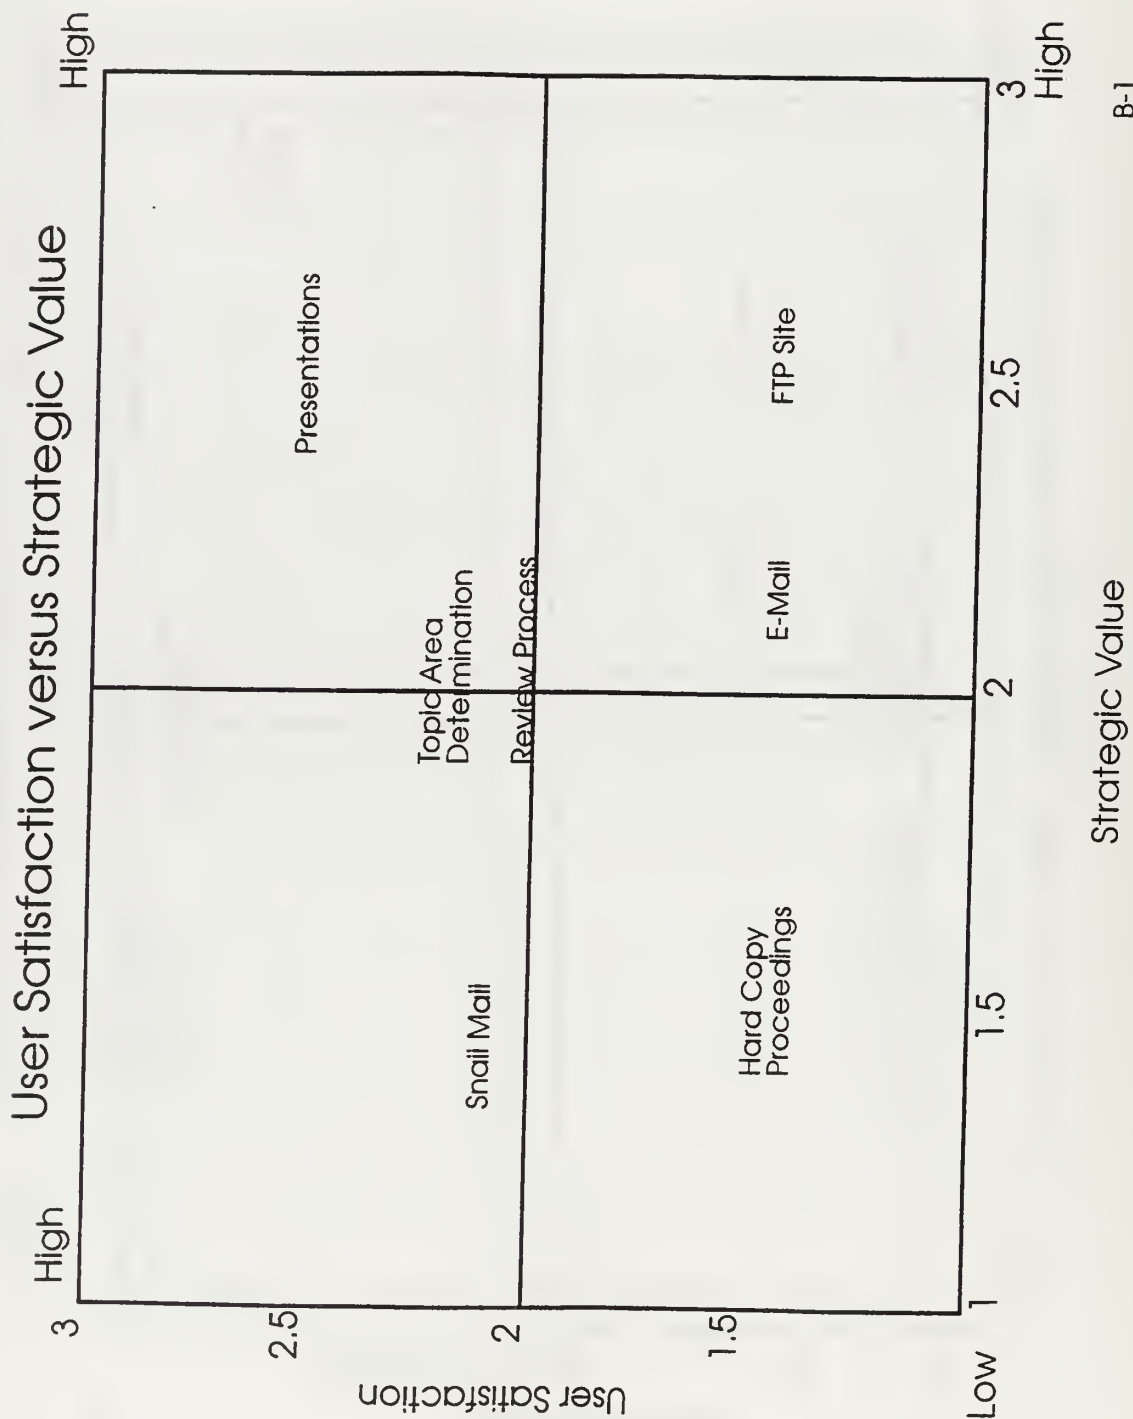 User Satisfaction versus Strategic Value
High
High
3
2.5
2
1.5
Low
User Satisfaction
Presentations
Topic Area
Determination
Review Process
Snail Mail
Hard Copy
Proceedings
E-Mail
FTP Site
1
1.5
2
2.5
3
High
Strategic Value
B-1